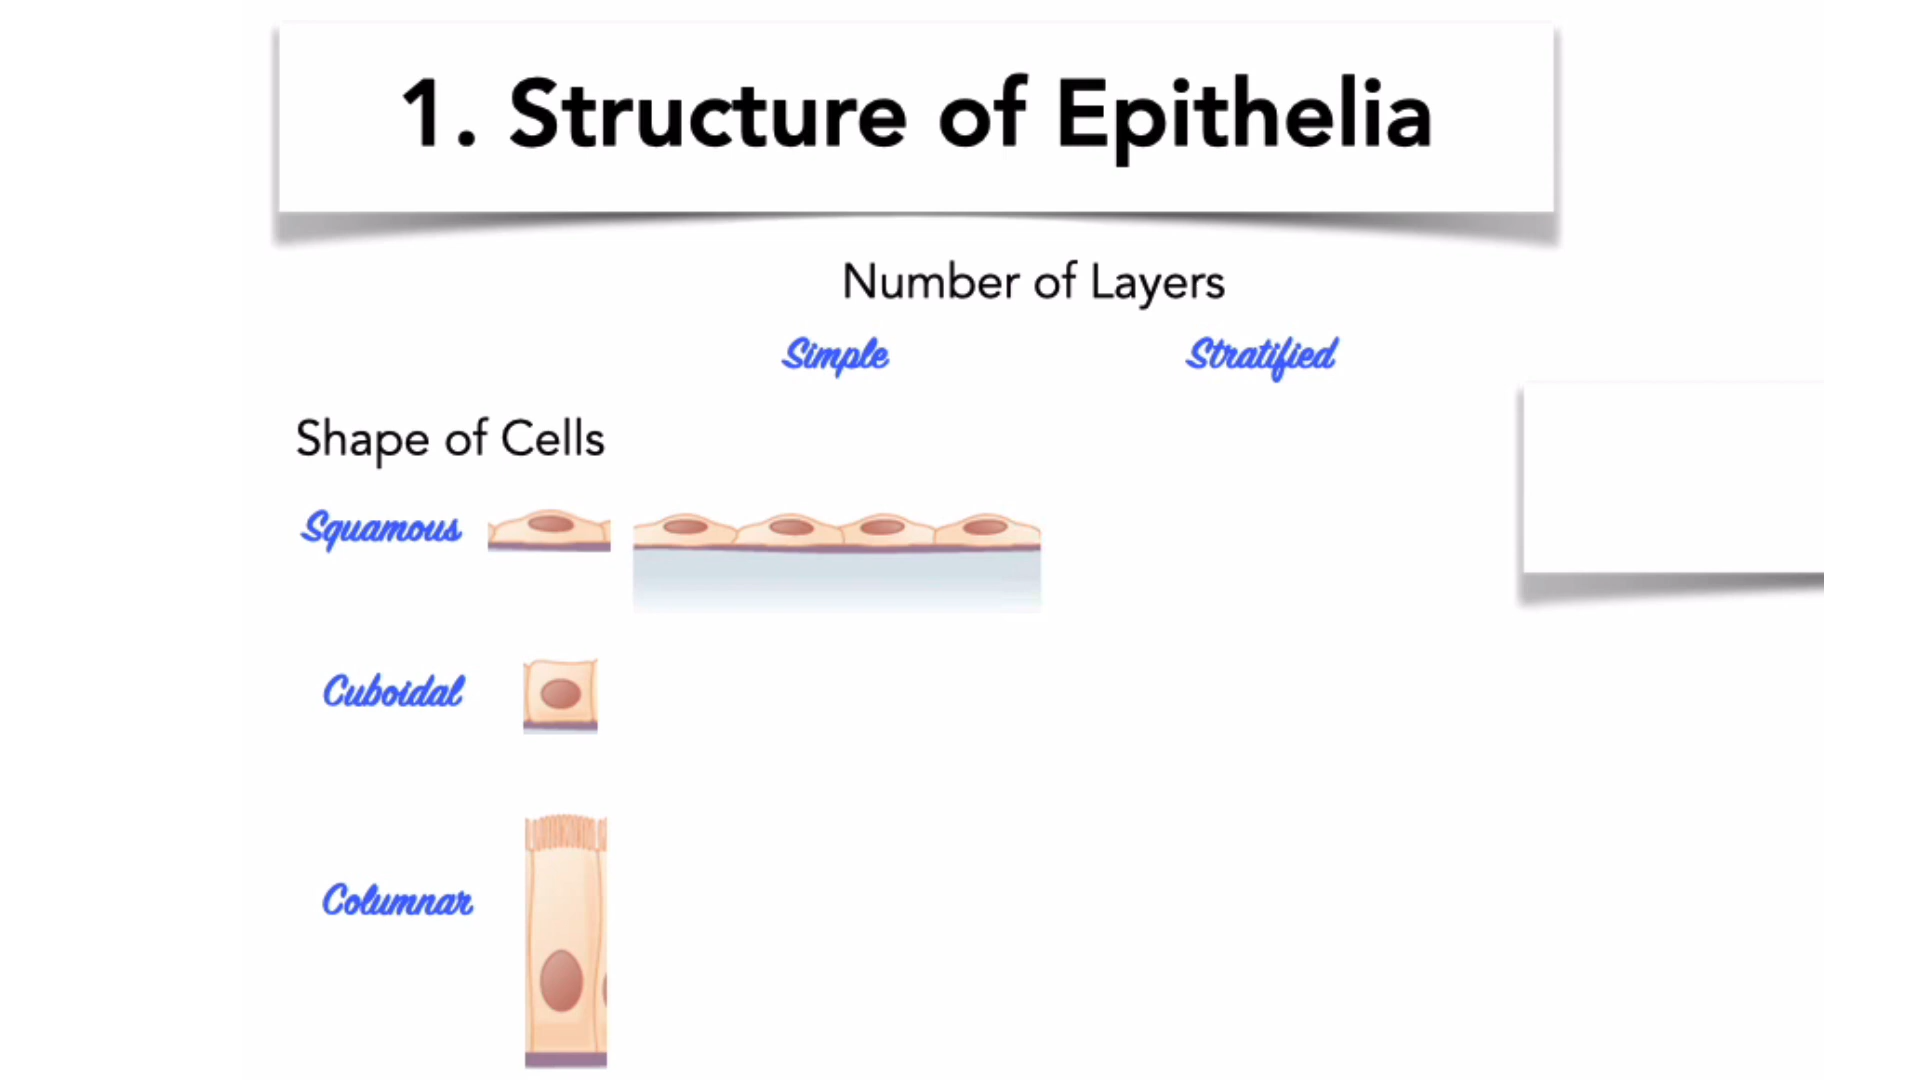 1. Structure of Epithelia
Number of Layers
Simple Stratified
Shape of Cells
Squamous
Cuboidal
Columnar